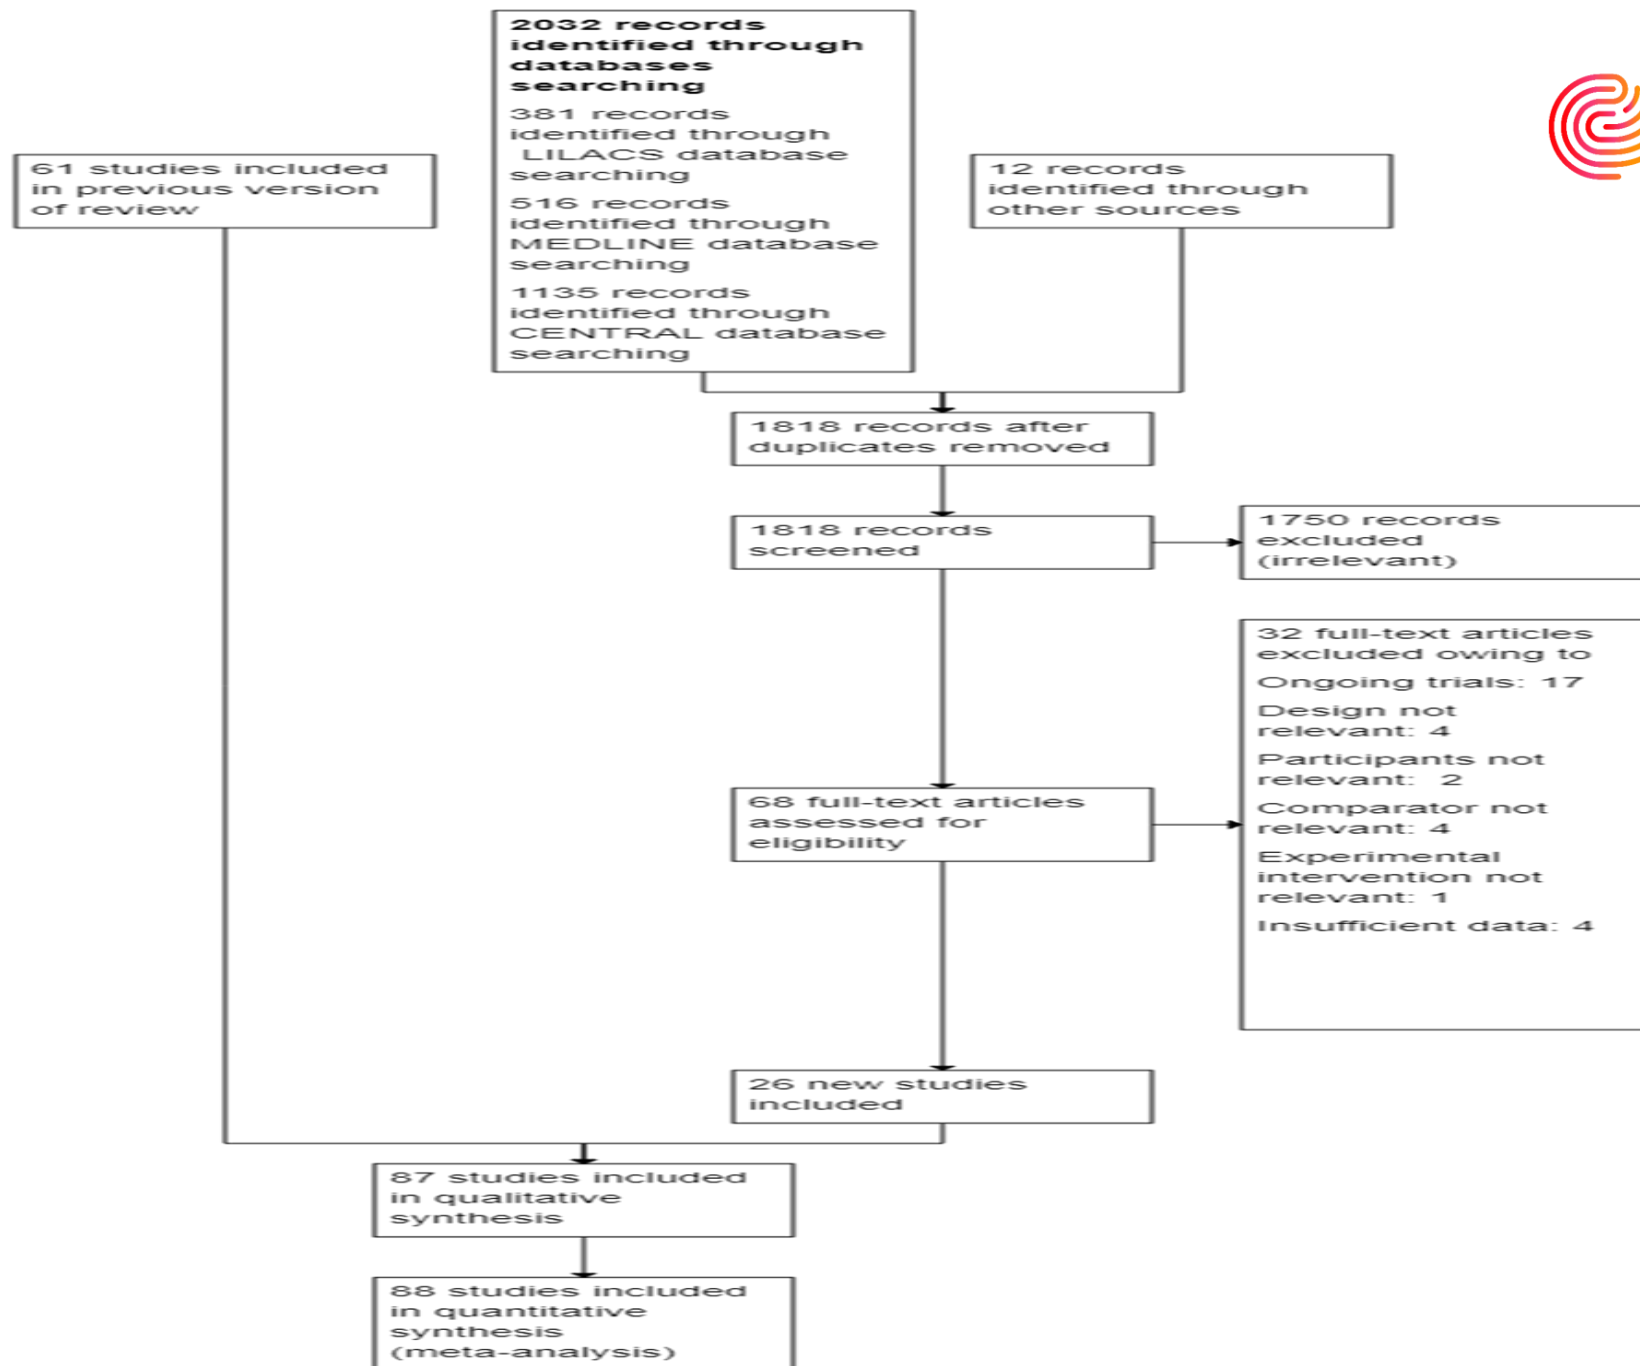 2032 records
identified through
databases
searching
381 records
identified through
LILACS database
searching
516 records
identified through
MEDLINE database
searching
1135 records
identified through
CENTRAL database
searching
61 studies included
in previous version
of review
12 records
identified through
other sources
1818 records after
duplicates removed
1818 records
screened
1750 records
excluded
(irrelevant)
68 full-text articles
assessed for
eligibility
32 full-text articles
excluded owing to
Ongoing trials: 17
Design not
relevant: 4
Participants not
relevant: 2
Comparator not
relevant: 4
Experimental
intervention not
relevant: 1
Insufficient data: 4
26 new studies
included
87 studies included
in qualitative
synthesis
88 studies included
in quantitative
synthesis
(meta-analysis)